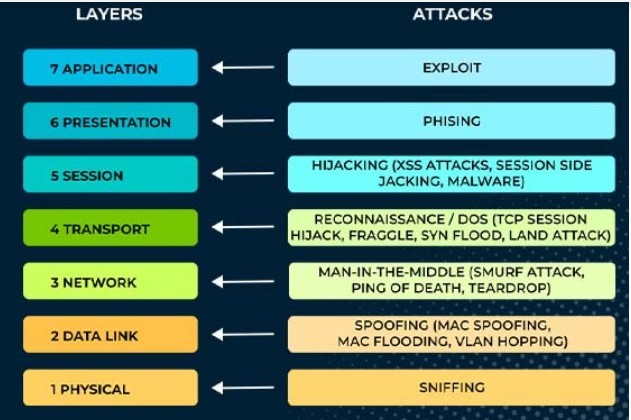 LAYERS
ATTACKS
7 APPLICATION
EXPLOIT
6 PRESENTATION
PHISING
5 SESSION
HIJACKING (XSS ATTACKS, SESSION SIDE
JACKING, MALWARE)
4 TRANSPORT
RECONNAISSANCE / DOS (TCP SESSION
HIJACK, FRAGGLE, SYN FLOOD, LAND ATTACK)
3 NETWORK
MAN-IN-THE-MIDDLE (SMURF ATTACK,
PING OF DEATH, TEARDROP)
2 DATA LINK
SPOOFING (MAC SPOOFING,
MAC FLOODING, VLAN HOPPING)
1 PHYSICAL
SNIFFING